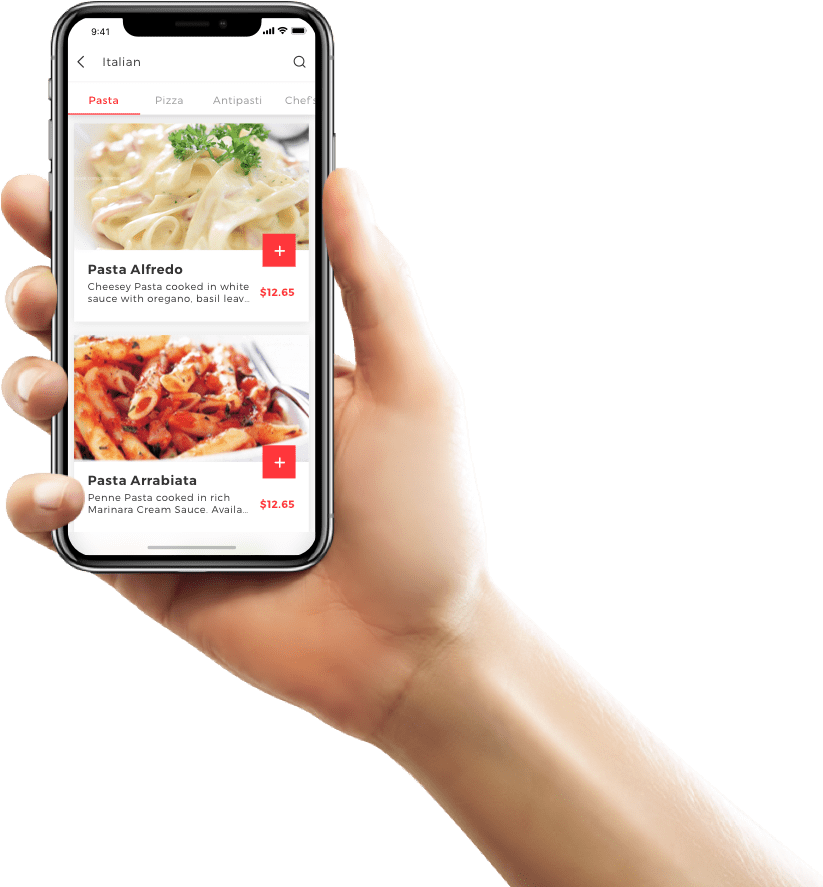 9:41
Italian
Pasta Pizza Antipasti Chef's
Pasta Alfredo
Cheesey Pasta cooked in white
sauce with oregano, basil leav...
$12.65
Pasta Arrabiata
Penne Pasta cooked in rich
Marinara Cream Sauce. Availa...
$12.65